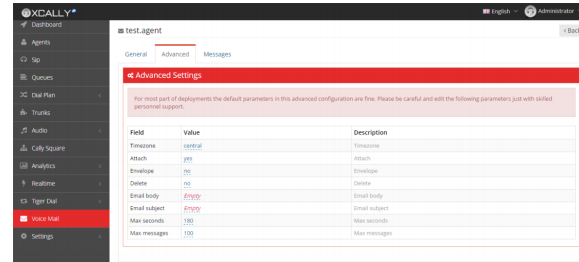 XCALLY
English
Administrator
Dashboard
Agents
Sip
Queues
Dial Plan
Trunks
Audio
Cally Square
Analytics
Realtime
Tiger Dial
Voice Mail
Settings
test.agent
Back
General Advanced Messages
Advanced Settings
For most part of deployments the default parameters in this advanced configuration are fine. Please be careful and edit the following parameters just with skilled
personnel support.
Field Value Description
Timezone central Timezone
Attach yes Attach
Envelope no Envelope
Delete no Delete
Email body Empty Email body
Email subject Empty Email subject
Max seconds 180 Max seconds
Max messages 100 Max messages